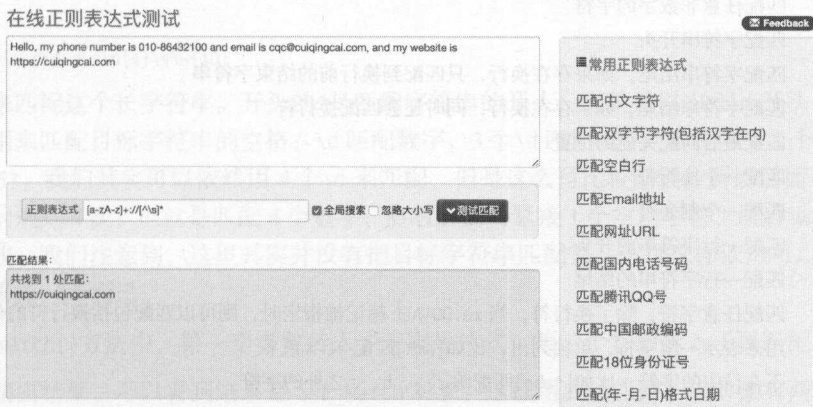 在线正则表达式测试
Feedback
Hello, my phone number is 010-86432100 and email is cqc@cuiqingcai.com, and my website is
https://cuiqingcai.com
正则表达式 [a-zA-z]+://[^\s]* 全局搜索 忽略大小写 测试匹配
匹配结果:
共找到 1 处匹配:
https://cuiqingcai.com
常用正则表达式
匹配中文字符
匹配双字节字符(包括汉字在内)
匹配空白行
匹配Email地址
匹配网址URL
匹配国内电话号码
匹配腾讯QQ号
匹配中国邮政编码
匹配18位身份证号
匹配(年-月-日)格式日期